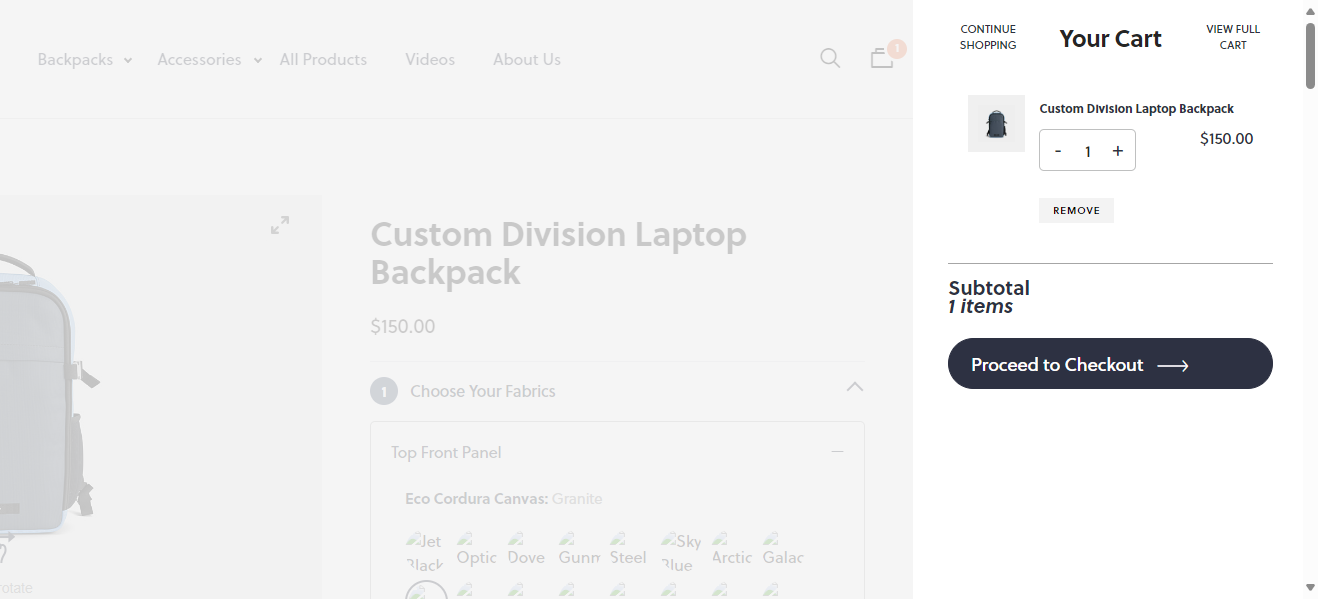 Backpacks
Accessories
All Products
Videos
About Us
1
CONTINUE
SHOPPING
Your Cart
VIEW FULL
CART
Custom Division Laptop Backpack
- 1 +
$150.00
REMOVE
Subtotal
1 items
Proceed to Checkout
Custom Division Laptop
Backpack
$150.00
1 Choose Your Fabrics
Top Front Panel
Eco Cordura Canvas: Granite
Jet
Black
Optic
Dove
Steel
Sky
Blue
Arctic
Galac
rotate